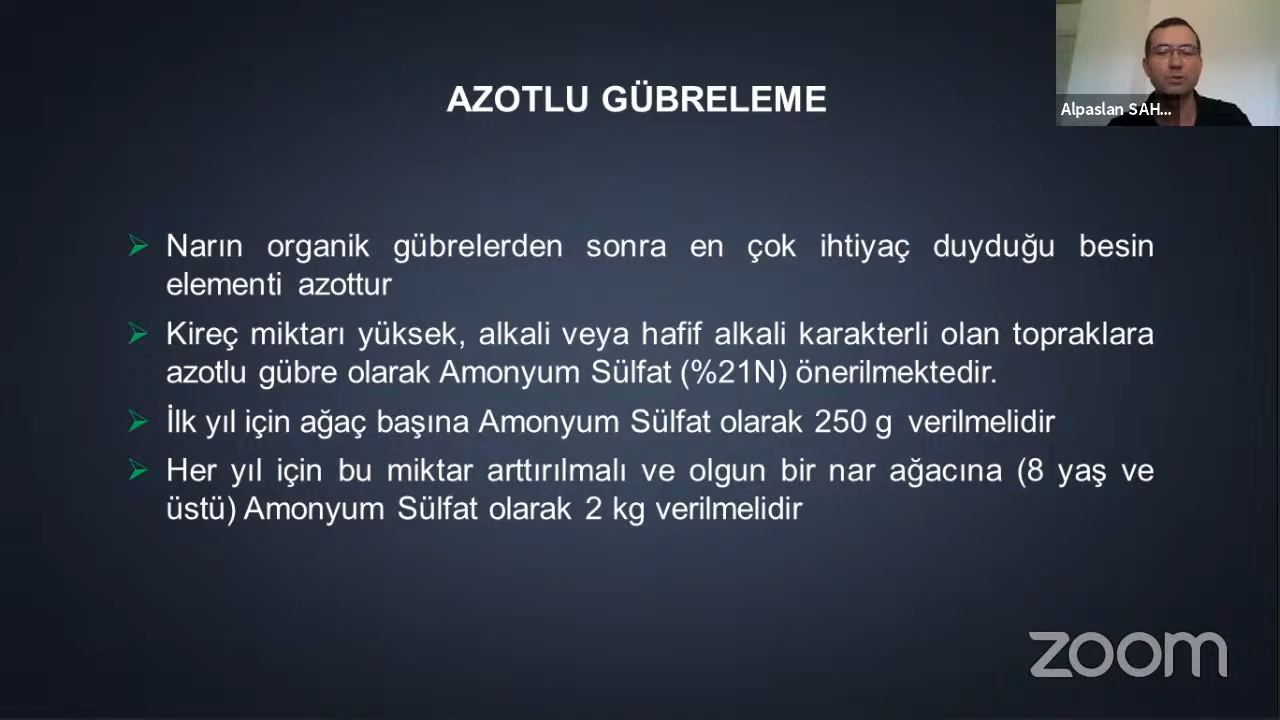 AZOTLU GÜBRELEME
Alpaslan SAH...
Narın organik gübrelerden sonra en çok ihtiyaç duyduğu besin
elementi azottur
Kireç miktarı yüksek, alkali veya hafif alkali karakterli olan topraklara
azotlu gübre olarak Amonyum Sülfat (%21N) önerilmektedir.
İlk yıl için ağaç başına Amonyum Sülfat olarak 250 g verilmelidir
Her yıl için bu miktar arttırılmalı ve olgun bir nar ağacına (8 yaş ve
üstü) Amonyum Sülfat olarak 2 kg verilmelidir
zoom